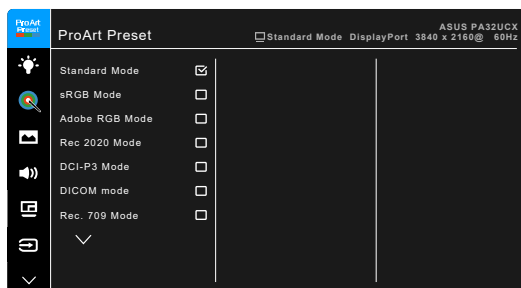 ProArt
Preset
ProArt Preset
ASUS PA32UCX
Standard Mode DisplayPort 3840 x 2160@ 60Hz
Standard Mode
sRGB Mode
Adobe RGB Mode
Rec 2020 Mode
DCI-P3 Mode
DICOM mode
Rec. 709 Mode